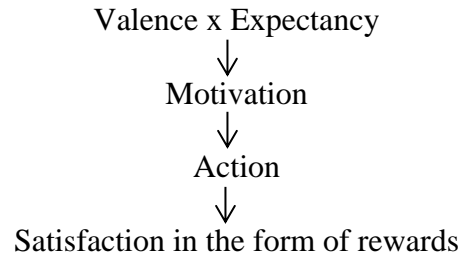 Valence x Expectancy
Motivation
Action
Satisfaction in the form of rewards